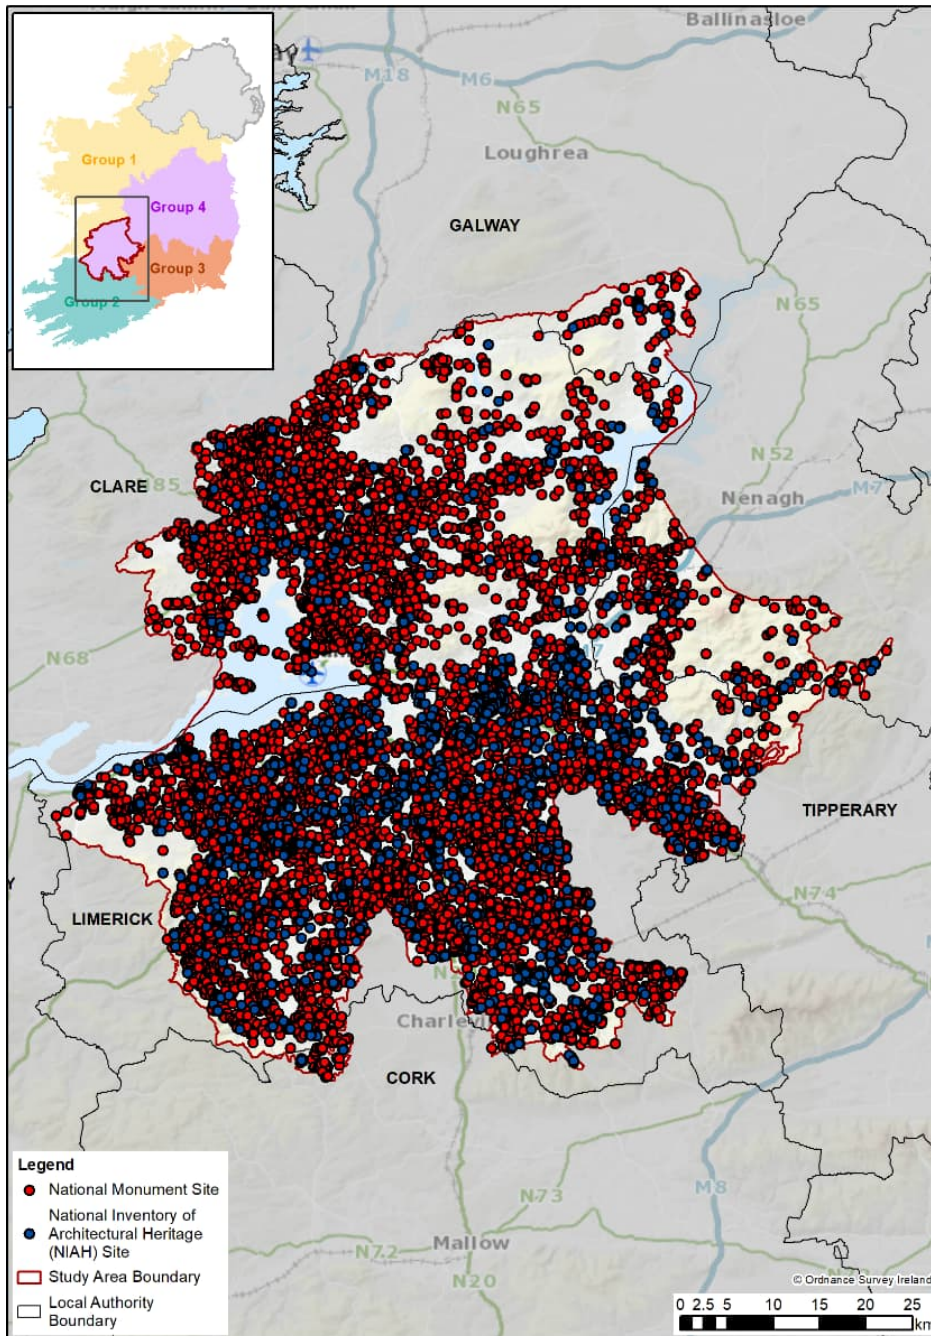 Ballinasloe
M18
M6
N65
Loughrea
Group 1
Group 4
GALWAY
Group 3
Group 2
N65
CLARE
N85
N52
Nenagh
M7
N68
TIPPERARY
N74
LIMERICK
CORK
M8
N73
Mallow
N72
N20
Legend
National Monument Site
National Inventory of
Architectural Heritage
(NIAH) Site
Study Area Boundary
Local Authority
Boundary
© Ordnance Survey Ireland
0 2.5 5 10 15 20 25
km